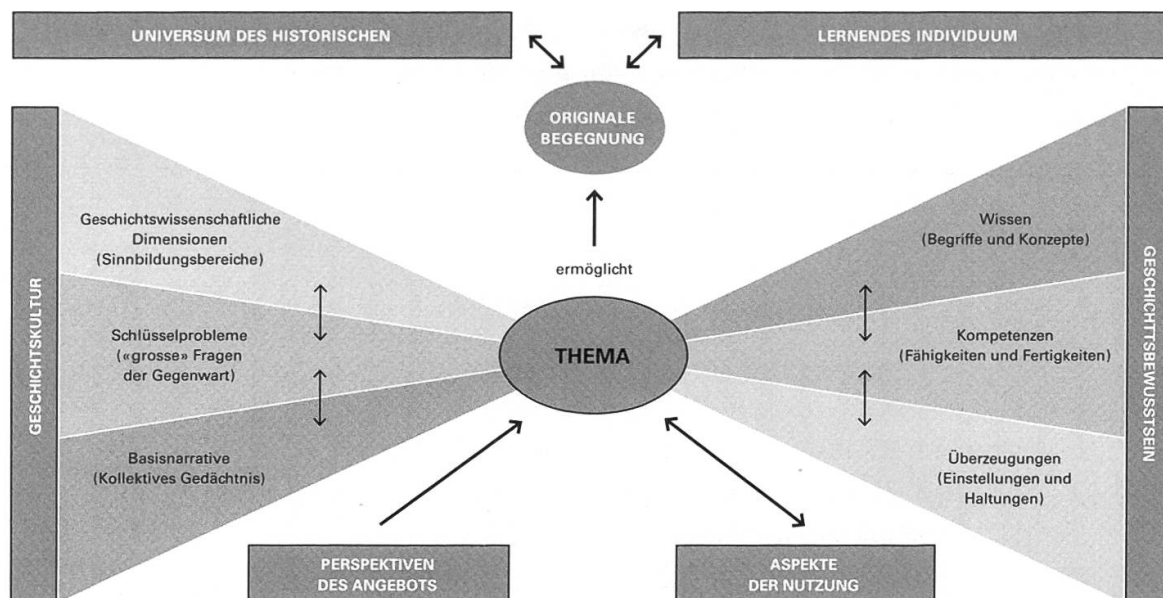 UNIVERSUM DES HISTORISCHEN
LERNENDES INDIVIDUUM
ORIGINALE
BEGEGNUNG
GESCHICHTSKULTUR
Geschichtswissenschaftliche
Dimensionen
(Sinnbildungsbereiche)
Schlüsselprobleme
(«grosse» Fragen
der Gegenwart)
Basisnarrative
(Kollektives Gedächtnis)
ermöglicht
THEMA
Wissen
(Begriffe und Konzepte)
Kompetenzen
(Fähigkeiten und Fertigkeiten)
Überzeugungen
(Einstellungen und
Haltungen)
GESCHICHTTSBEWUSSTSEIN
PERSPEKTIVEN
DES ANGEBOTS
ASPEKTE
DER NUTZUNG